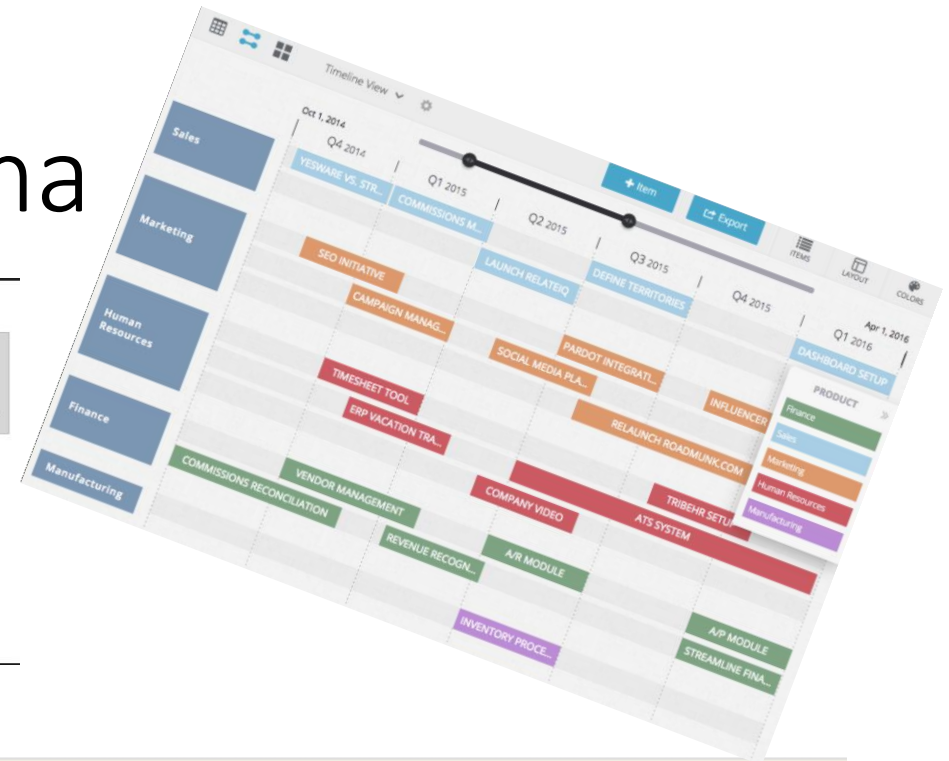 na
Timeline View
Oct 1, 2014
Q4 2014
Q1 2015
Q2 2015
Q3 2015
Q4 2015
Q1 2016
Apr 1, 2016
+ Item
Export
ITEMS
LAYOUT
COLORS
Sales
YESWARE VS. STR...
COMMISSIONS M...
LAUNCH RELATEIQ
DEFINE TERRITORIES
DASHBOARD SETUP
Marketing
SEO INITIATIVE
CAMPAIGN MANAG...
SOCIAL MEDIA PLA...
PARDOT INTEGRATI...
INFLUENCER
RELAUNCH ROADMUNK.COM
Human
Resources
TIMESHEET TOOL
ERP VACATION TRA...
COMPANY VIDEO
TRIBEHR SETU
ATS SYSTEM
Finance
COMMISSIONS RECONCILIATION
VENDOR MANAGEMENT
REVENUE RECOGN...
A/R MODULE
A/P MODULE
STREAMLINE FINA...
Manufacturing
INVENTORY PROCE...
PRODUCT
Finance
Sales
Marketing
Human Resources
Manufacturing